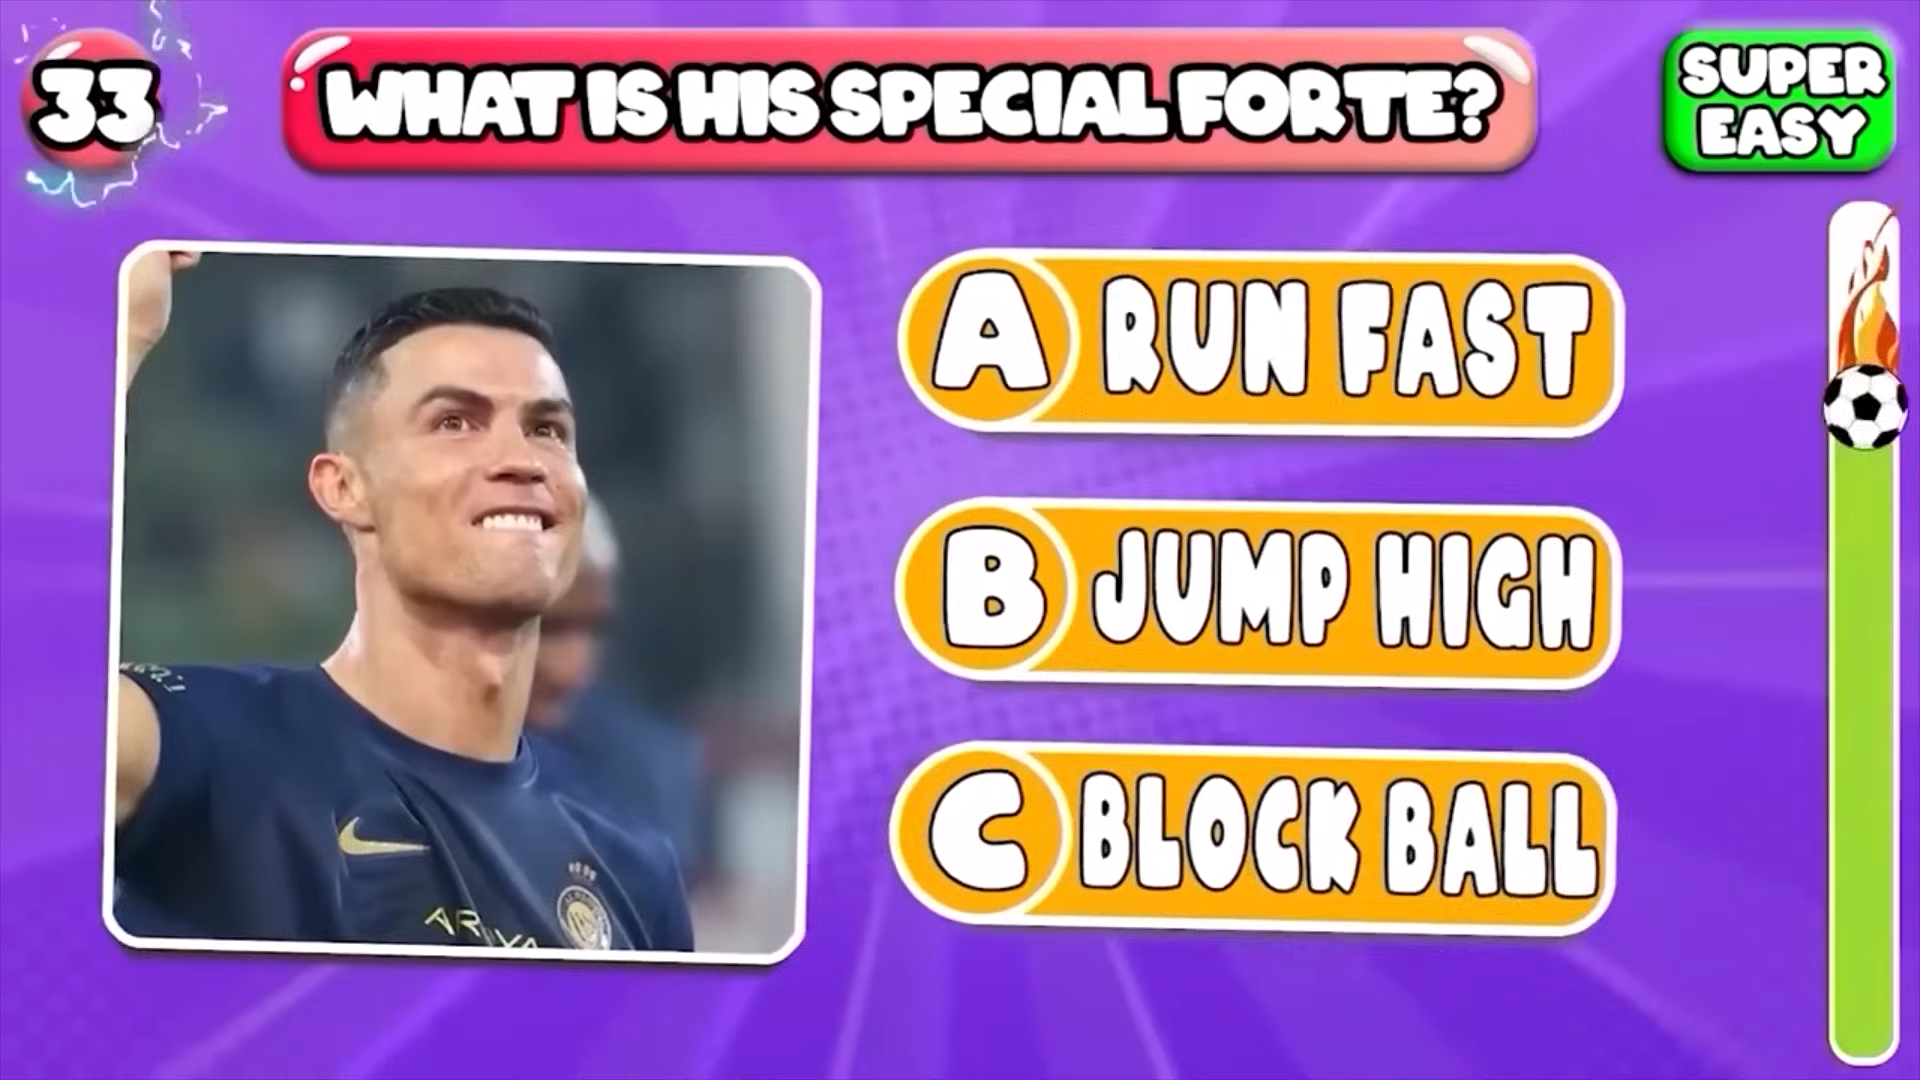 33
WHAT IS HIS SPECIAL FORTE?
SUPER
EASY
A RUN FAST
B JUMP HIGH
C BLOCK BALL